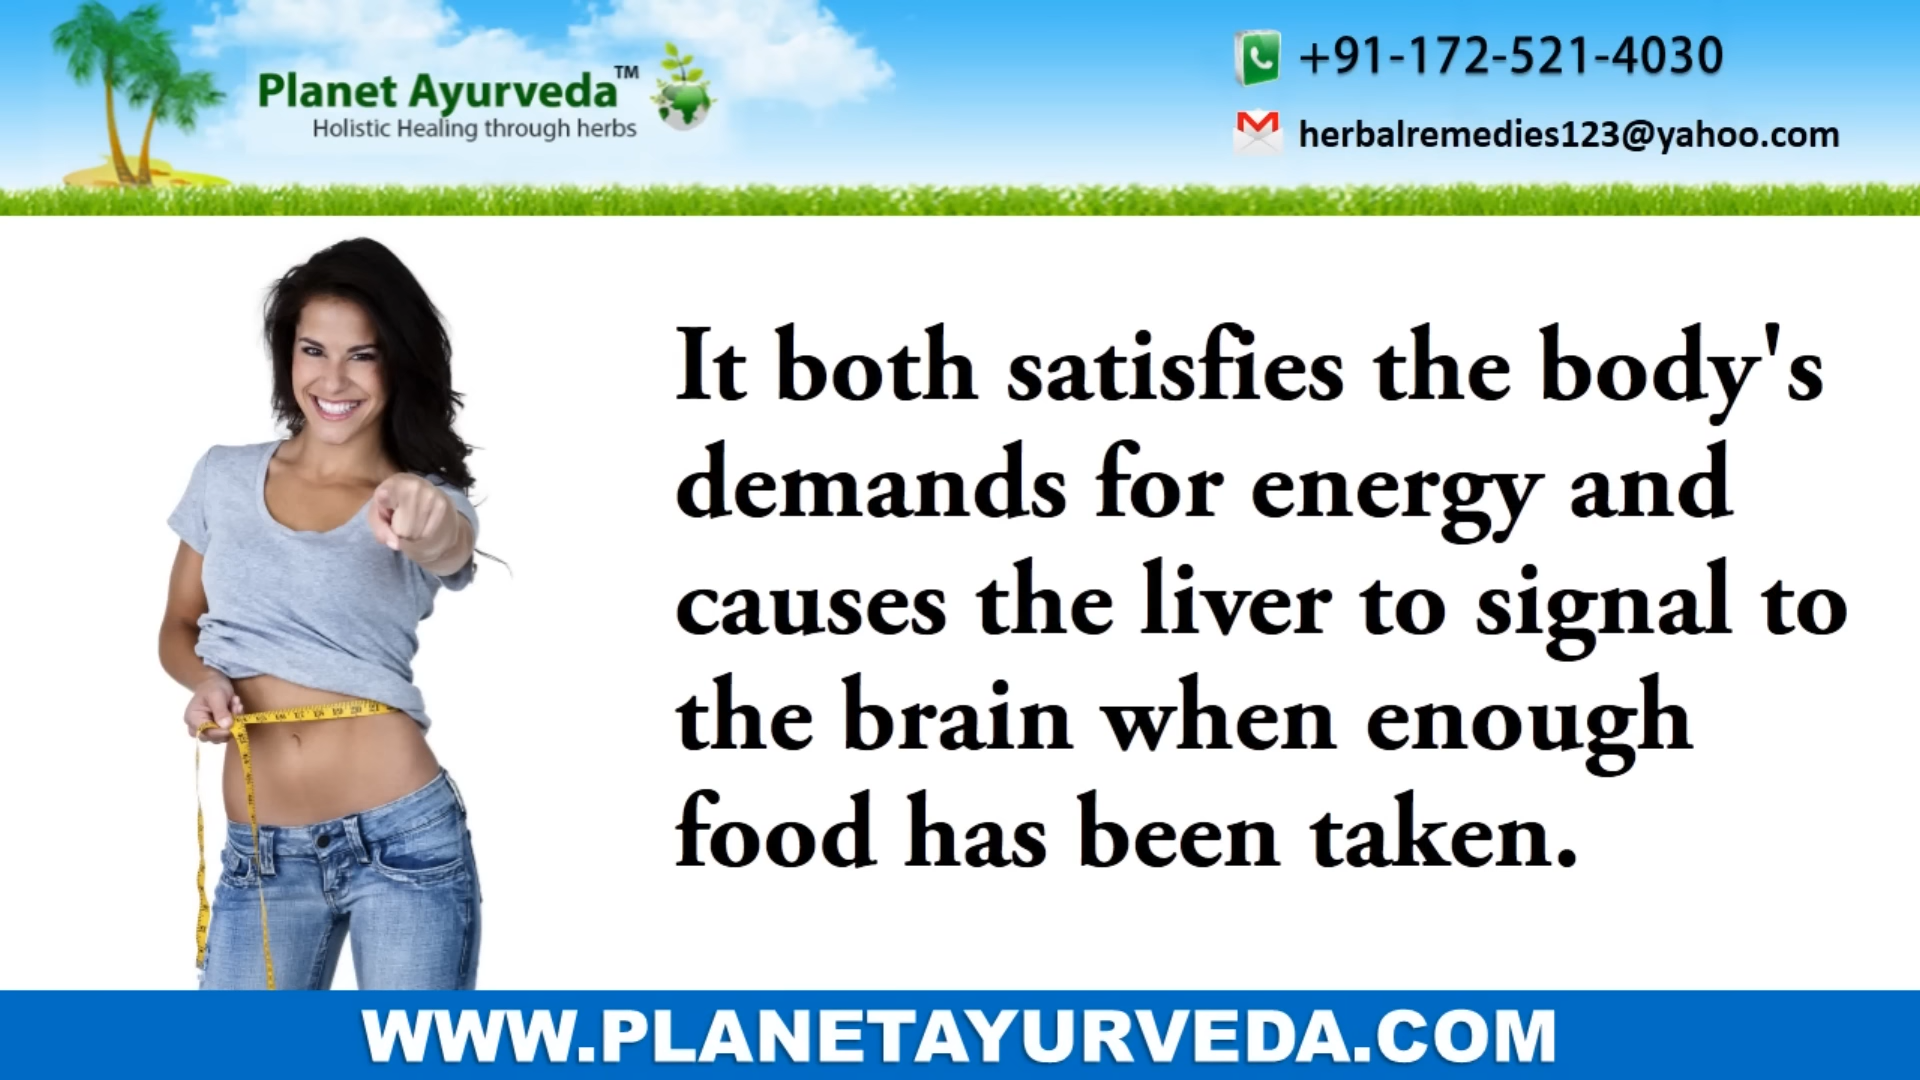 Planet Ayurveda™
Holistic Healing through herbs
+91-172-521-4030
herbalremedies123@yahoo.com
It both satisfies the body's
demands for energy and
causes the liver to signal to
the brain when enough
food has been taken.
WWW.PLANETAYURVEDA.COM